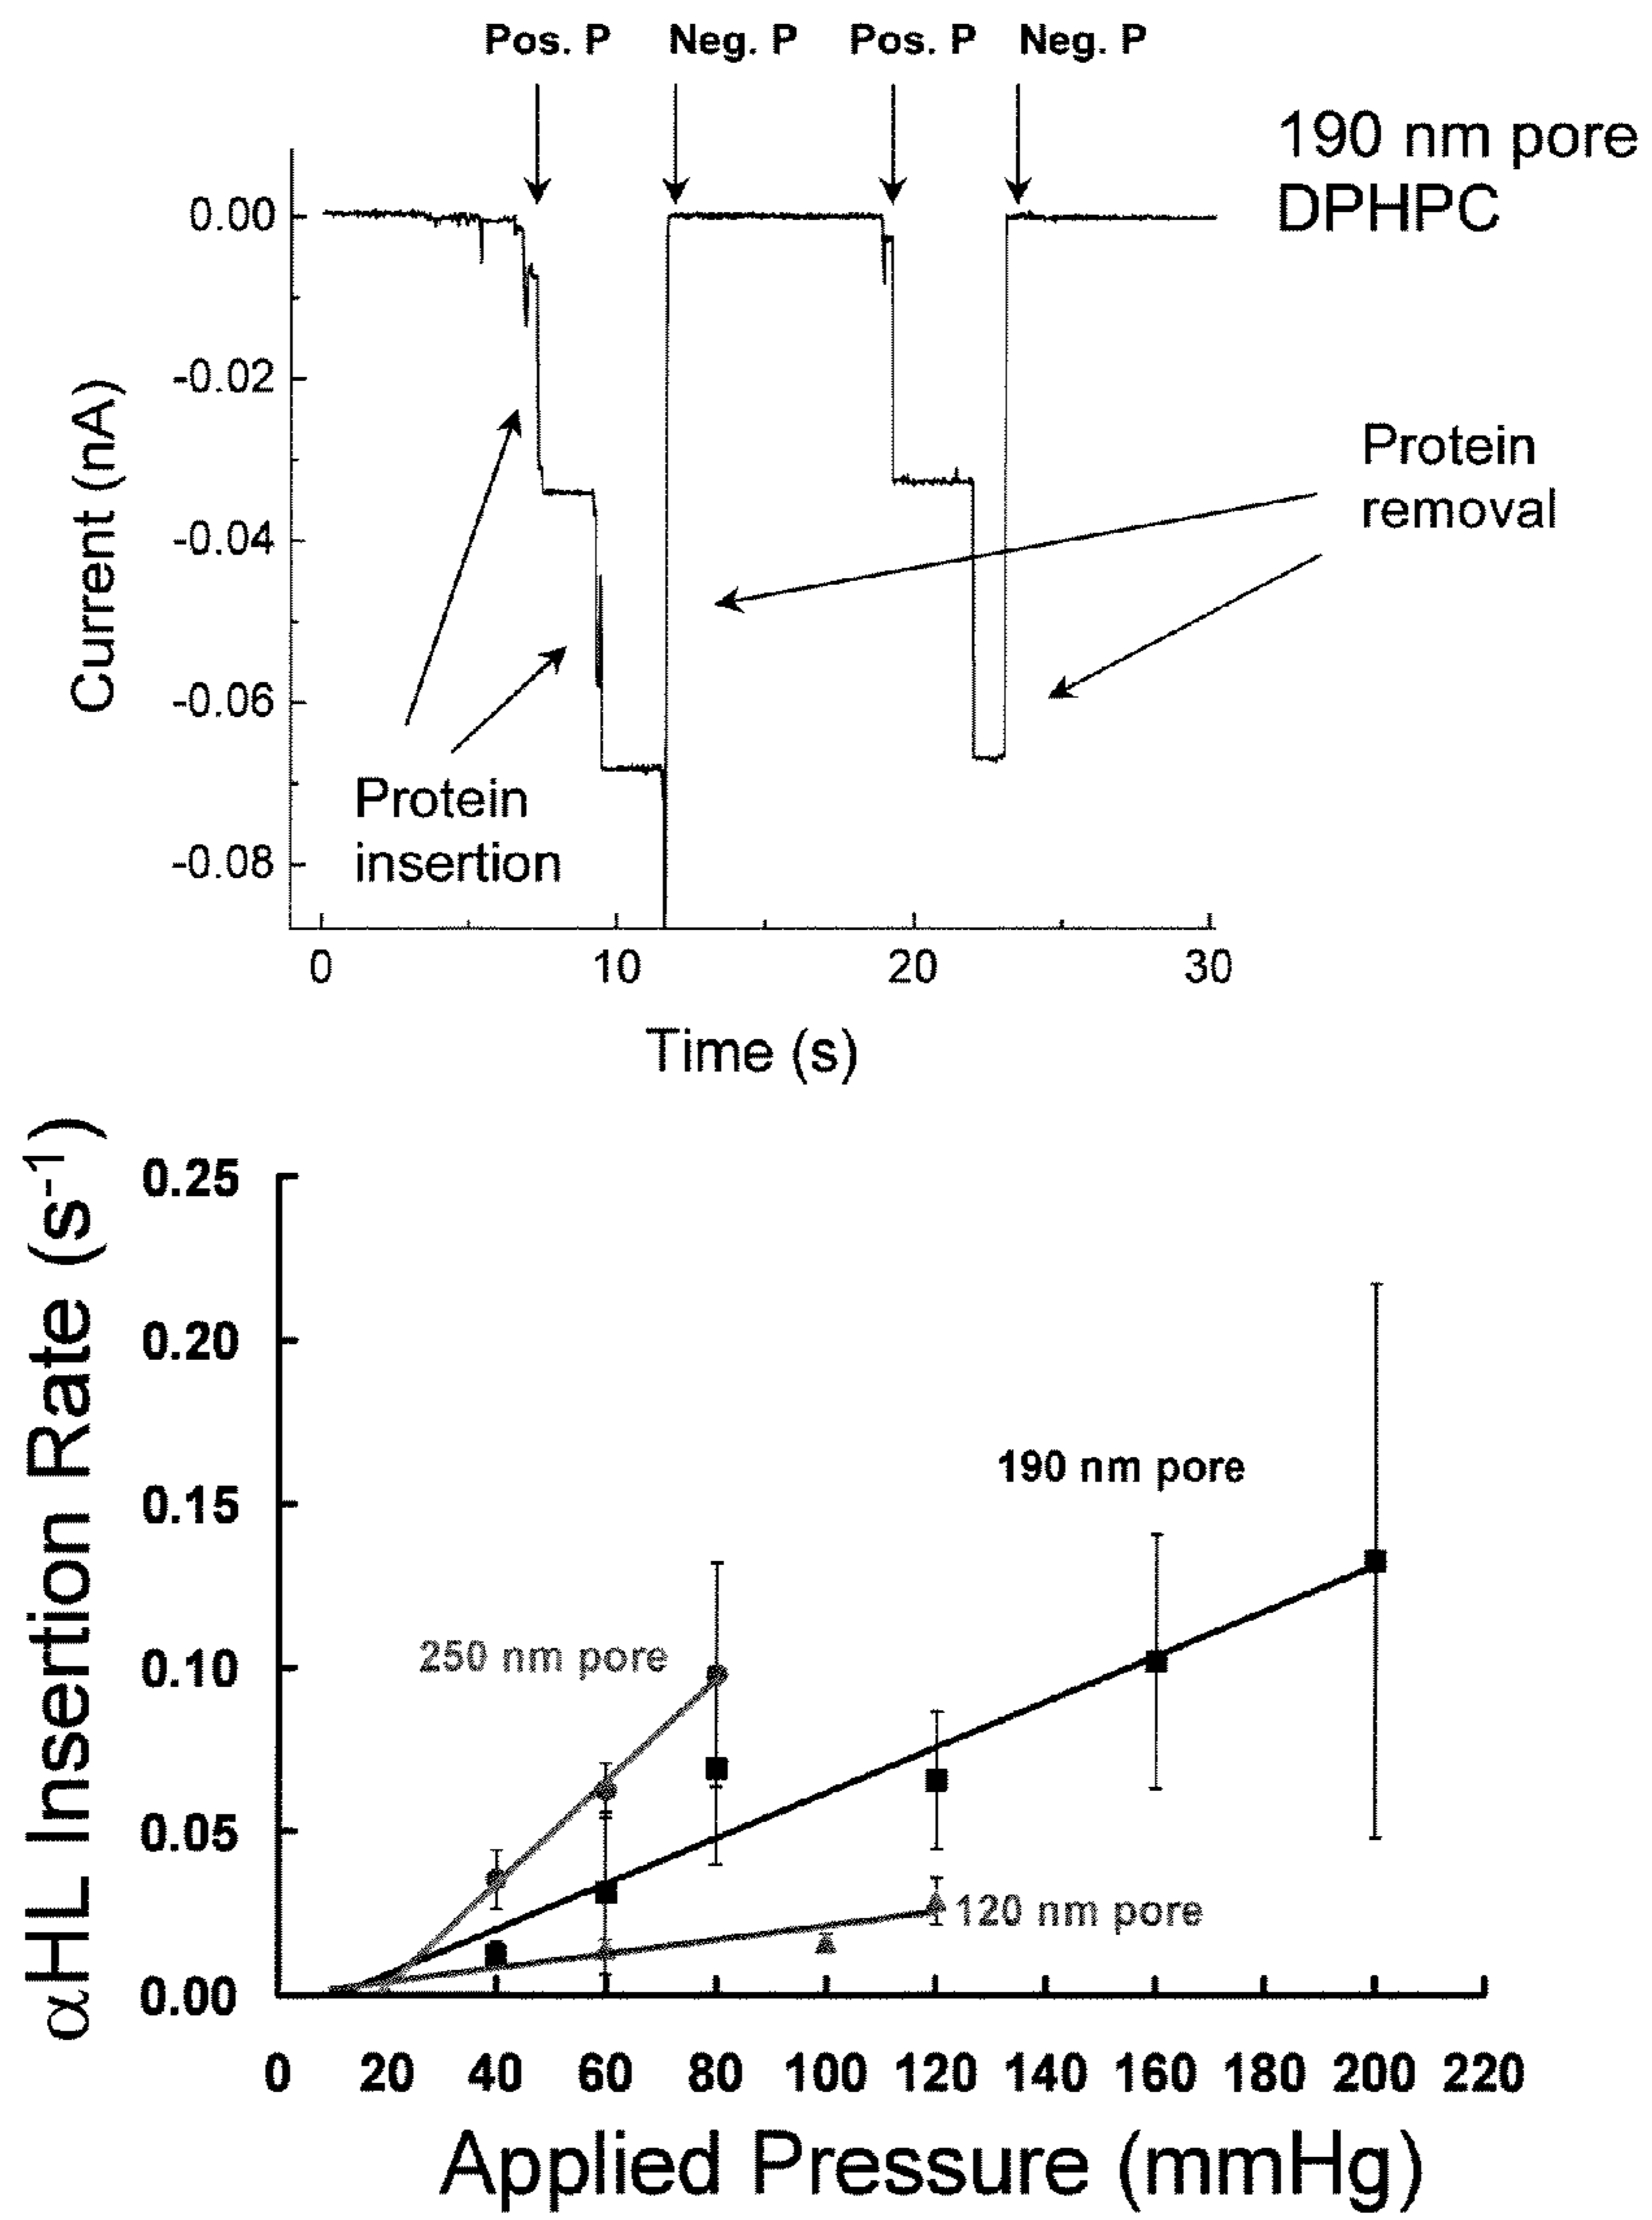 Pos. P Neg. P Pos. P Neg. P
190 nm pore
DPHPC
0.00
-0.02
-0.04
-0.06
-0.08
Current (nA)
Protein
removal
Protein
insertion
0 10 20 30
Time (s)
αHL Insertion Rate (s-1)
0.25
0.20
0.15
0.10
0.05
0.00
190 nm pore
250 nm pore
120 nm pore
0 20 40 60 80 100 120 140 160 180 200 220
Applied Pressure (mmHg)